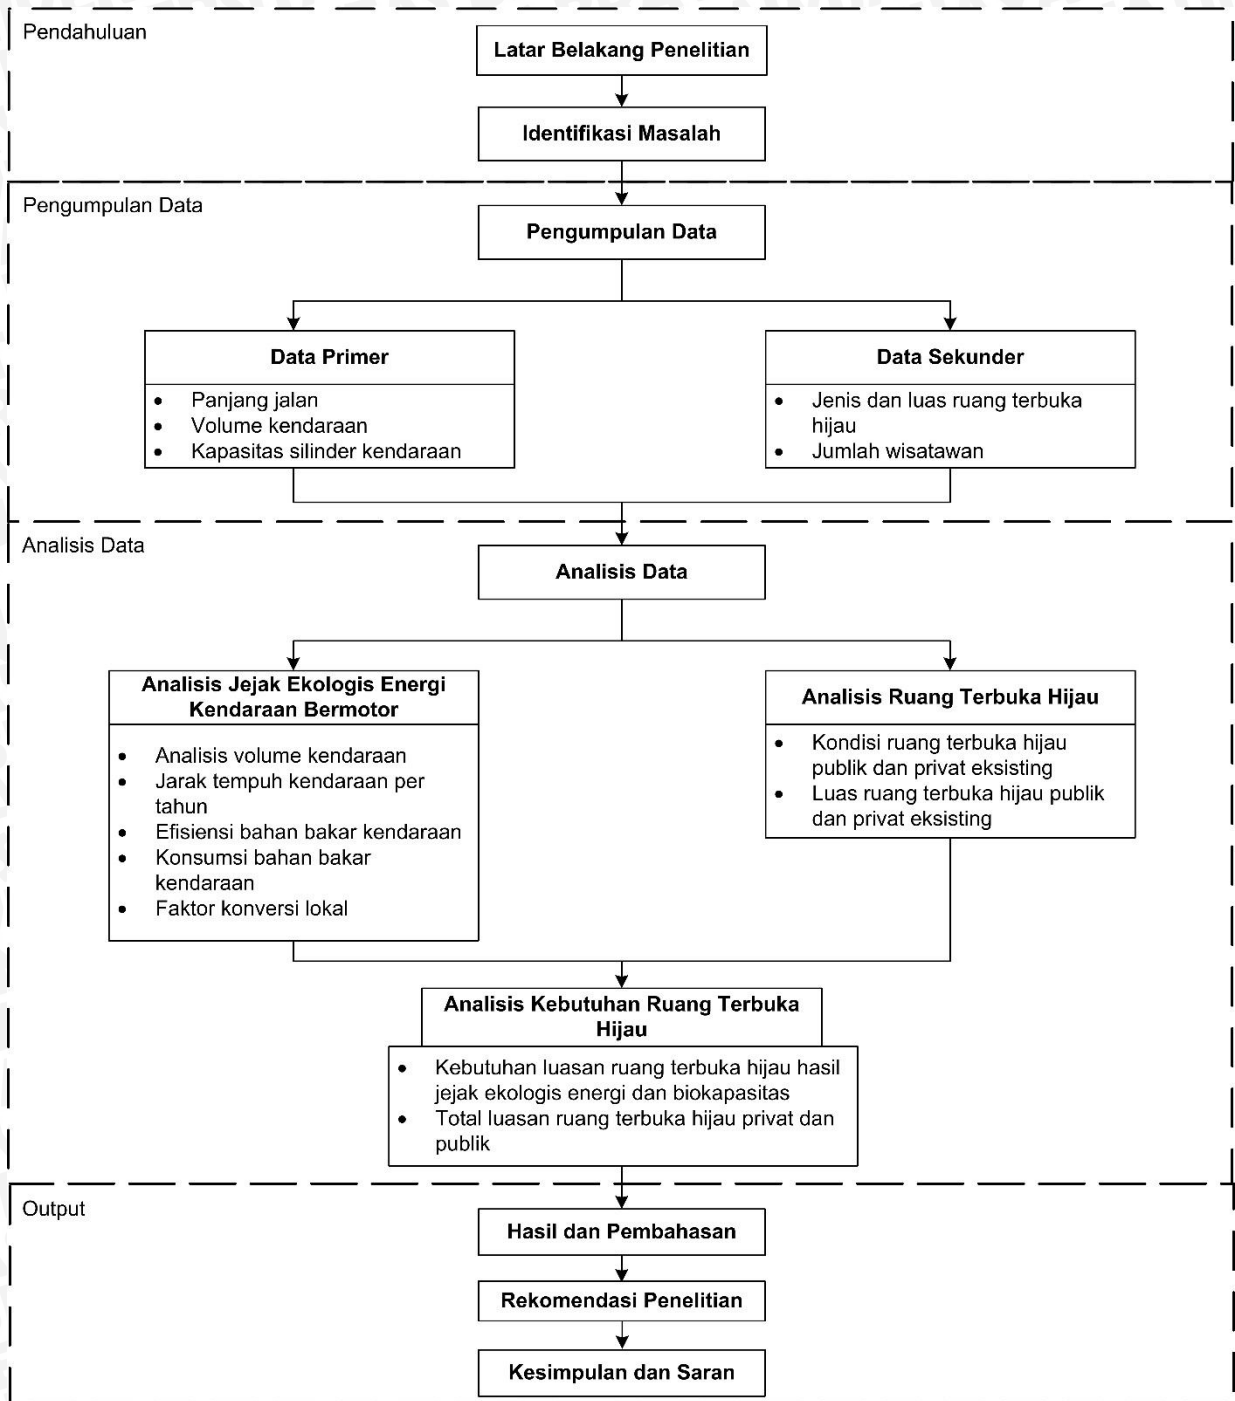 Pendahuluan
Latar Belakang Penelitian
Identifikasi Masalah
Pengumpulan Data
Pengumpulan Data
Data Primer
• Panjang jalan
• Volume kendaraan
• Kapasitas silinder kendaraan
Data Sekunder
• Jenis dan luas ruang terbuka
hijau
• Jumlah wisatawan
Analisis Data
Analisis Data
Analisis Jejak Ekologis Energi
Kendaraan Bermotor
• Analisis volume kendaraan
• Jarak tempuh kendaraan per
tahun
• Efisiensi bahan bakar kendaraan
• Konsumsi bahan bakar
kendaraan
• Faktor konversi lokal
Analisis Ruang Terbuka Hijau
• Kondisi ruang terbuka hijau
publik dan privat eksisting
• Luas ruang terbuka hijau publik
dan privat eksisting
Analisis Kebutuhan Ruang Terbuka
Hijau
• Kebutuhan luasan ruang terbuka hijau hasil
jejak ekologis energi dan biokapasitas
• Total luasan ruang terbuka hijau privat dan
publik
Output
Hasil dan Pembahasan
Rekomendasi Penelitian
Kesimpulan dan Saran